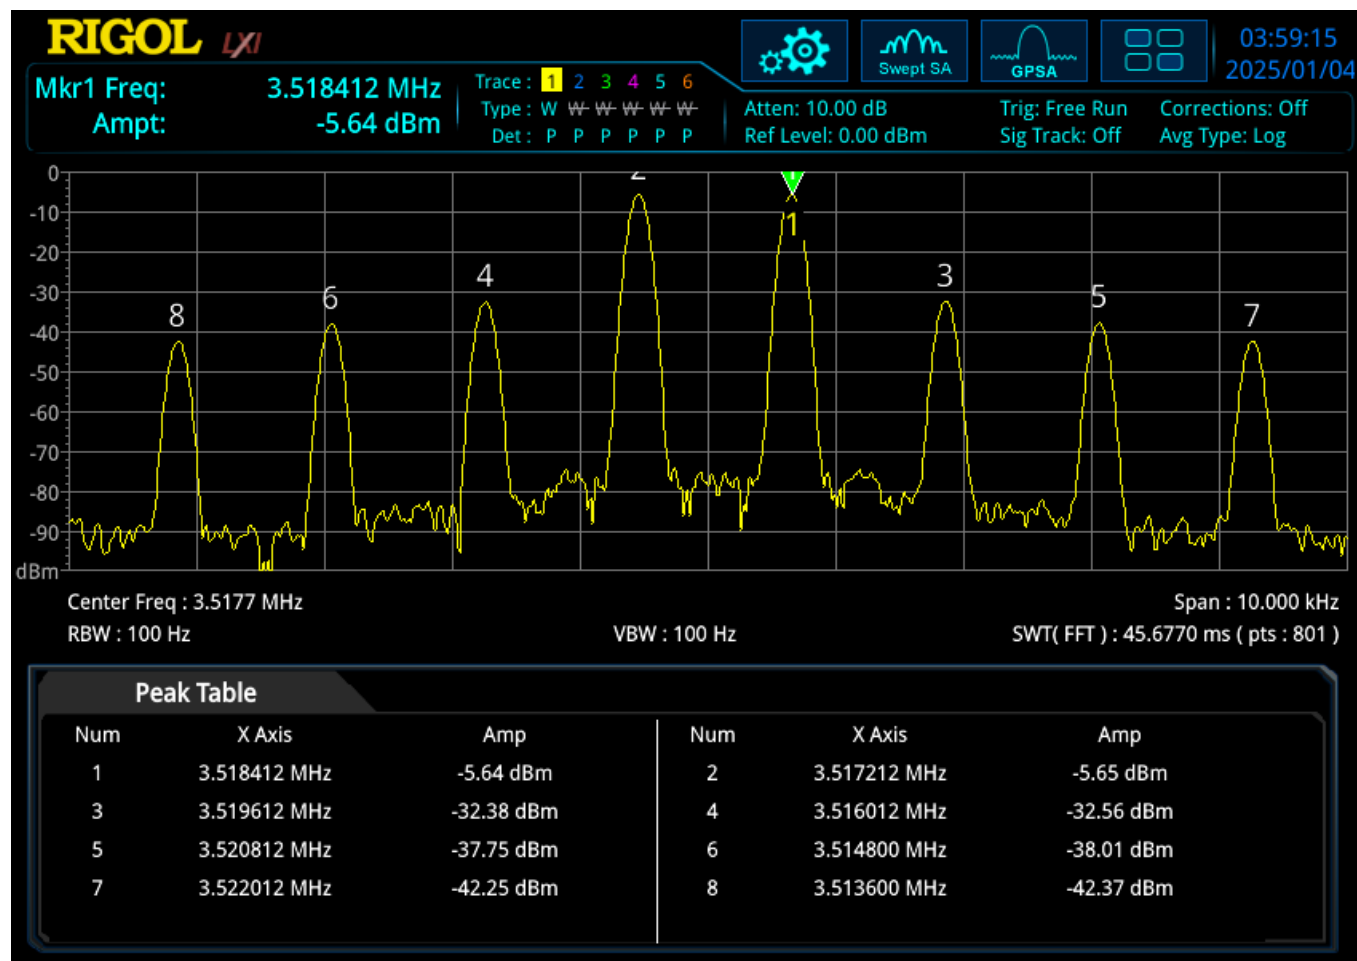 RIGOL LXI
Swept SA
GPSA
03:59:15
2025/01/04
Mkr1 Freq: 3.518412 MHz
Ampt: -5.64 dBm
Trace : 1 2 3 4 5 6
Type : W W W W W W
Det : P P P P P P
Atten: 10.00 dB
Ref Level: 0.00 dBm
Trig: Free Run
Sig Track: Off
Corrections: Off
Avg Type: Log
0
-10
-20
-30
-40
-50
-60
-70
-80
-90
dBm
8
6
4
2
1
3
5
7
Center Freq : 3.5177 MHz
Span : 10.000 kHz
RBW : 100 Hz
VBW : 100 Hz
SWT( FFT ) : 45.6770 ms ( pts : 801 )
Peak Table
Num X Axis Amp Num X Axis Amp
1 3.518412 MHz -5.64 dBm 2 3.517212 MHz -5.65 dBm
3 3.519612 MHz -32.38 dBm 4 3.516012 MHz -32.56 dBm
5 3.520812 MHz -37.75 dBm 6 3.514800 MHz -38.01 dBm
7 3.522012 MHz -42.25 dBm 8 3.513600 MHz -42.37 dBm